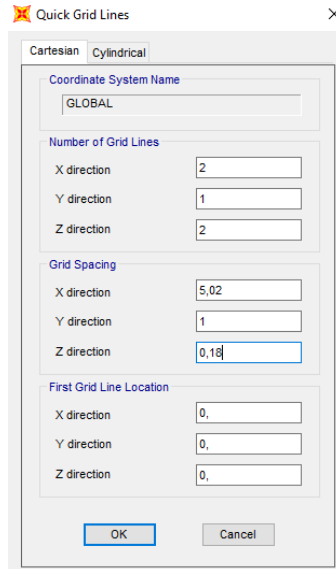 Quick Grid Lines
Cartesian Cylindrical
Coordinate System Name
GLOBAL
Number of Grid Lines
X direction 2
Y direction 1
Z direction 2
Grid Spacing
X direction 5,02
Y direction 1
Z direction 0,18
First Grid Line Location
X direction 0,
Y direction 0,
Z direction 0,
OK Cancel